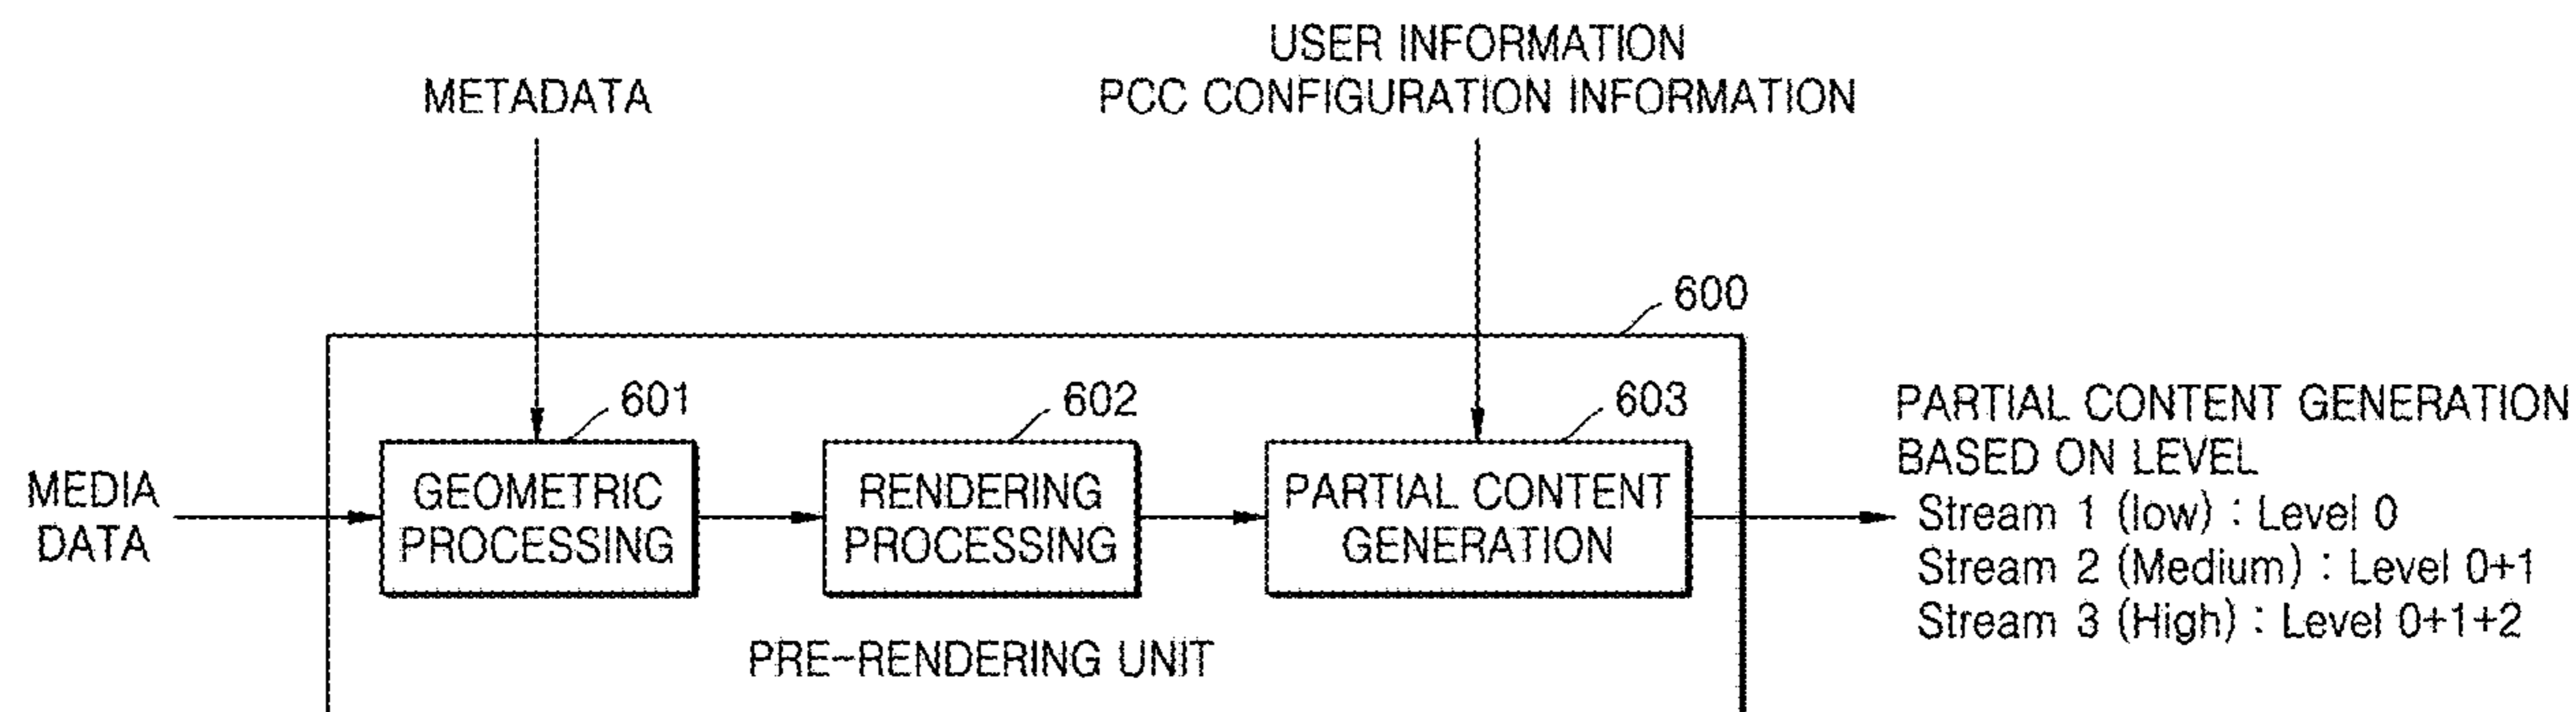 USER INFORMATION
PCC CONFIGURATION INFORMATION
METADATA
600
601
602
603
MEDIA
DATA
GEOMETRIC
PROCESSING
RENDERING
PROCESSING
PARTIAL CONTENT
GENERATION
PARTIAL CONTENT GENERATION
BASED ON LEVEL
Stream 1 (low) : Level 0
Stream 2 (Medium) : Level 0+1
Stream 3 (High) : Level 0+1+2
PRE-RENDERING UNIT